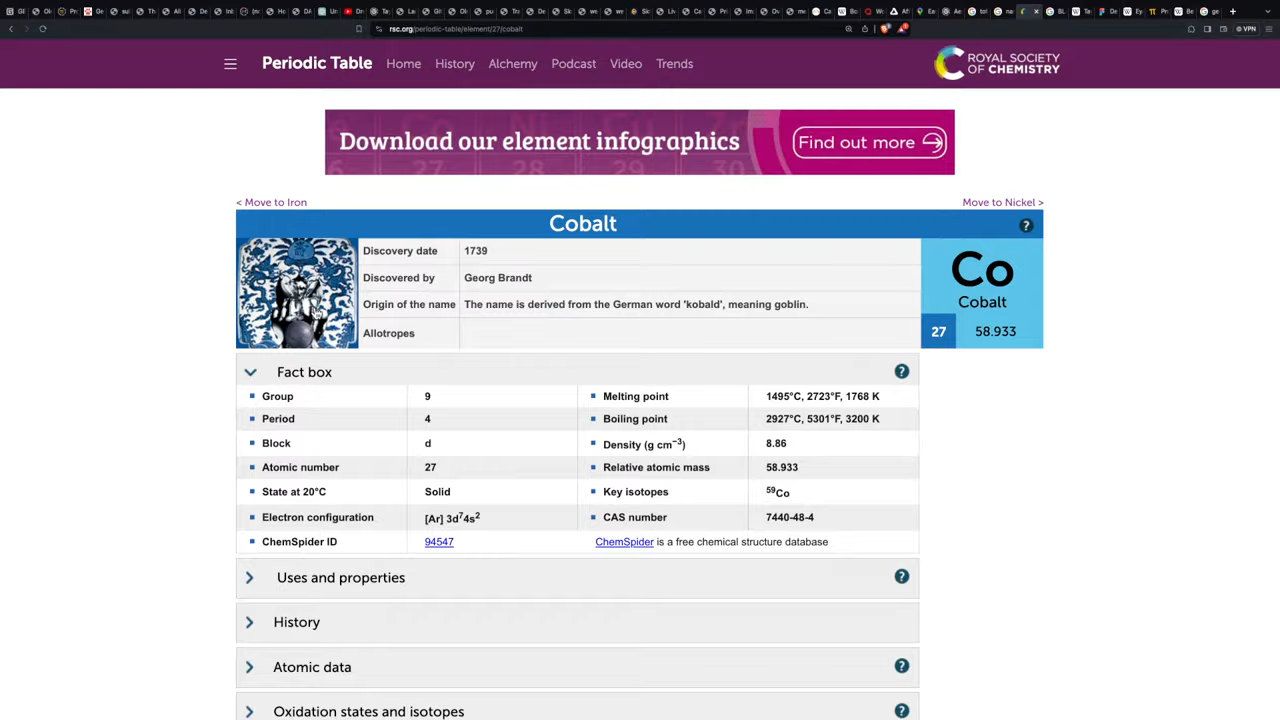 rsc.org/periodic-table/element/27/cobalt
VPN
Periodic Table Home History Alchemy Podcast Video Trends
ROYAL SOCIETY
OF CHEMISTRY
Download our element infographics
Find out more
< Move to Iron
Move to Nickel >
Cobalt
?
Discovery date 1739
Discovered by Georg Brandt
Origin of the name The name is derived from the German word 'kobald', meaning goblin.
Allotropes
Co
Cobalt
27 58.933
Fact box ?
Group 9 Melting point 1495°C, 2723°F, 1768 K
Period 4 Boiling point 2927°C, 5301°F, 3200 K
Block d Density (g cm⁻³) 8.86
Atomic number 27 Relative atomic mass 58.933
State at 20°C Solid Key isotopes ⁵⁹Co
Electron configuration [Ar] 3d⁷4s² CAS number 7440-48-4
ChemSpider ID 94547 ChemSpider is a free chemical structure database
Uses and properties ?
History
Atomic data ?
Oxidation states and isotopes ?